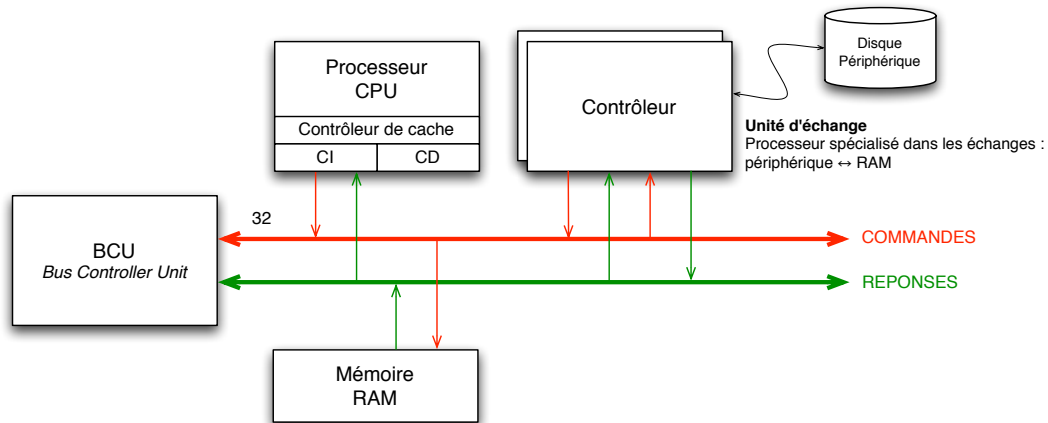 Processeur
CPU
Contrôleur de cache
CI
CD
Contrôleur
Disque
Périphérique
Unité d'échange
Processeur spécialisé dans les échanges :
périphérique ↔ RAM
32
BCU
Bus Controller Unit
COMMANDES
REPONSES
Mémoire
RAM